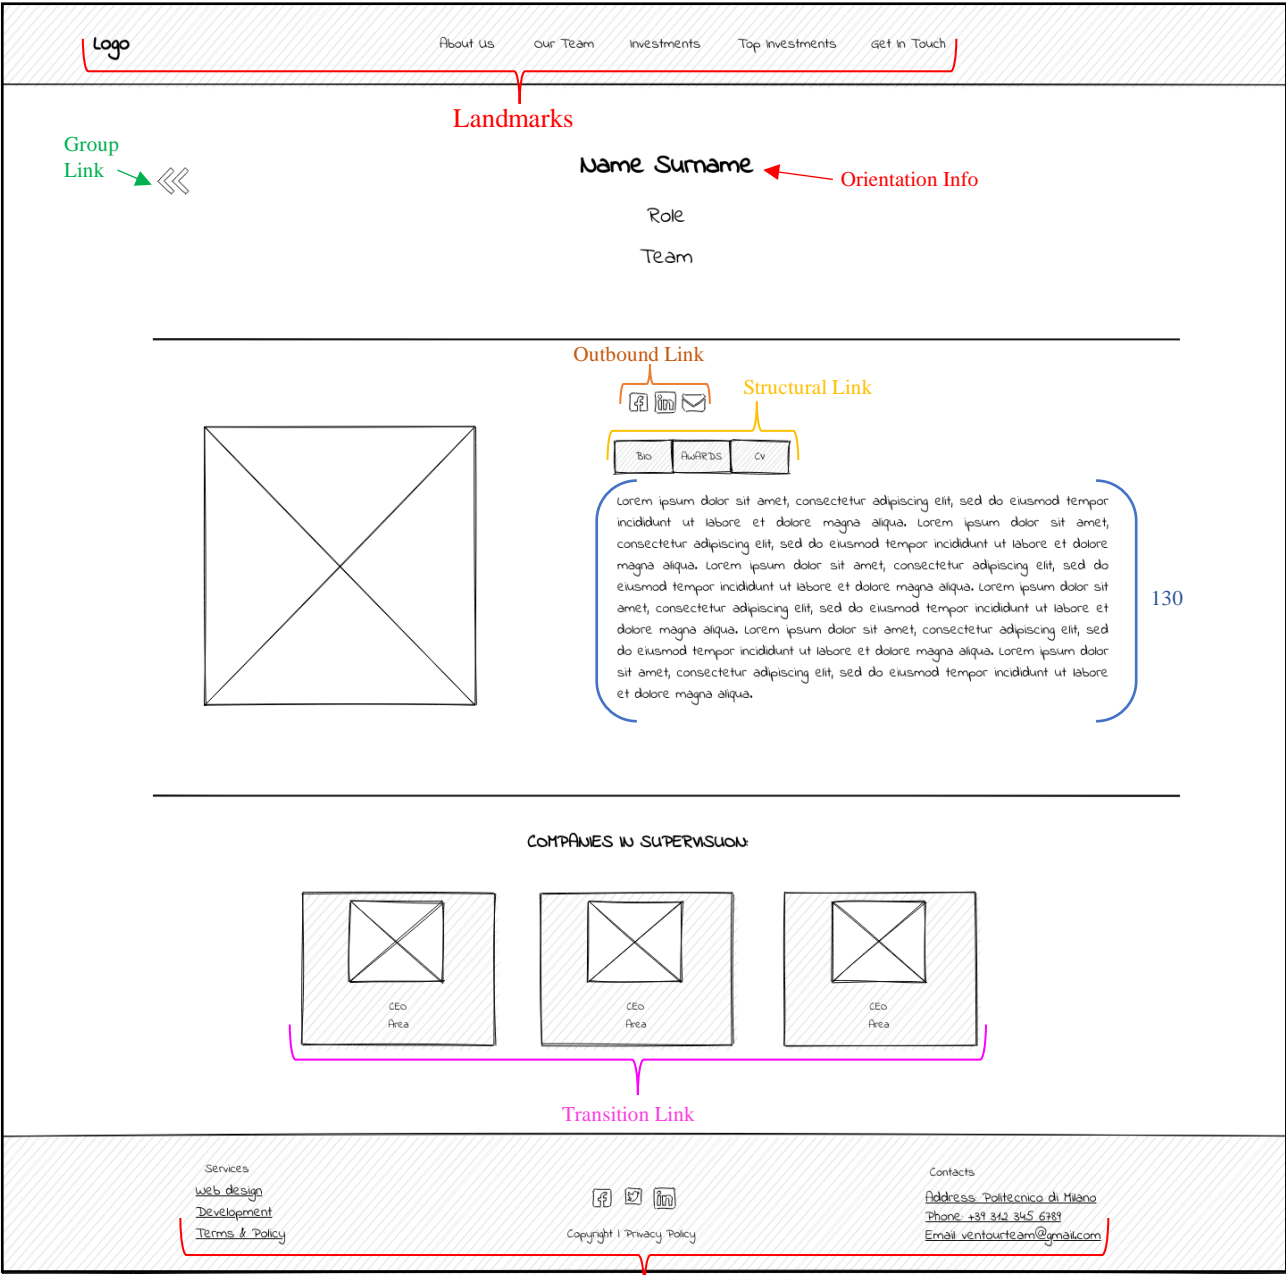 Logo
About Us
Our Team
Investments
Top Investments
Get In Touch
Landmarks
Group
Link
Name Surname
Orientation Info
Role
Team
Outbound Link
Structural Link
Bio
AWARDS
CV
Lorem ipsum dolor sit amet, consectetur adipiscing elit, sed do eiusmod tempor
incididunt ut labore et dolore magna aliqua. Lorem ipsum dolor sit amet,
consectetur adipiscing elit, sed do eiusmod tempor incididunt ut labore et dolore
magna aliqua. Lorem ipsum dolor sit amet, consectetur adipiscing elit, sed do
eiusmod tempor incididunt ut labore et dolore magna aliqua. Lorem ipsum dolor sit
amet, consectetur adipiscing elit, sed do eiusmod tempor incididunt ut labore et
dolore magna aliqua. Lorem ipsum dolor sit amet, consectetur adipiscing elit, sed
do eiusmod tempor incididunt ut labore et dolore magna aliqua. Lorem ipsum dolor
sit amet, consectetur adipiscing elit, sed do eiusmod tempor incididunt ut labore
et dolore magna aliqua.
130
COMPANIES IN SUPERVISION:
CEO
Area
CEO
Area
CEO
Area
Transition Link
Services
Web design
Development
Terms & Policy
Copyright | Privacy Policy
Contacts
Address: Politecnico di Milano
Phone: +39 312 345 6789
Email: ventourteam@gmail.com